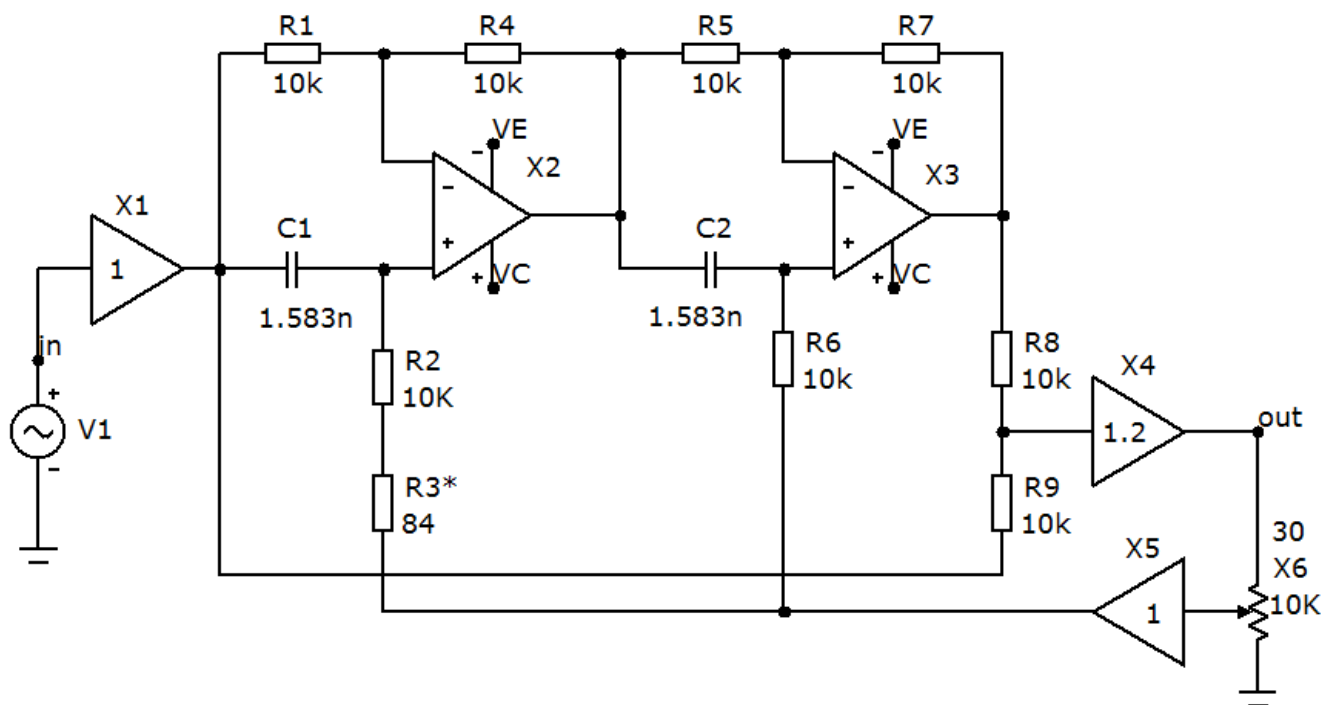 R1
10k
R4
10k
R5
10k
R7
10k
VE
-
X2
-
+
+
VC
VE
-
X3
-
+
+
VC
X1
1
C1
1.583n
C2
1.583n
in
+
V1
-
R2
10K
R3*
84
R6
10k
R8
10k
R9
10k
X4
1.2
out
X5
1
30
X6
10K